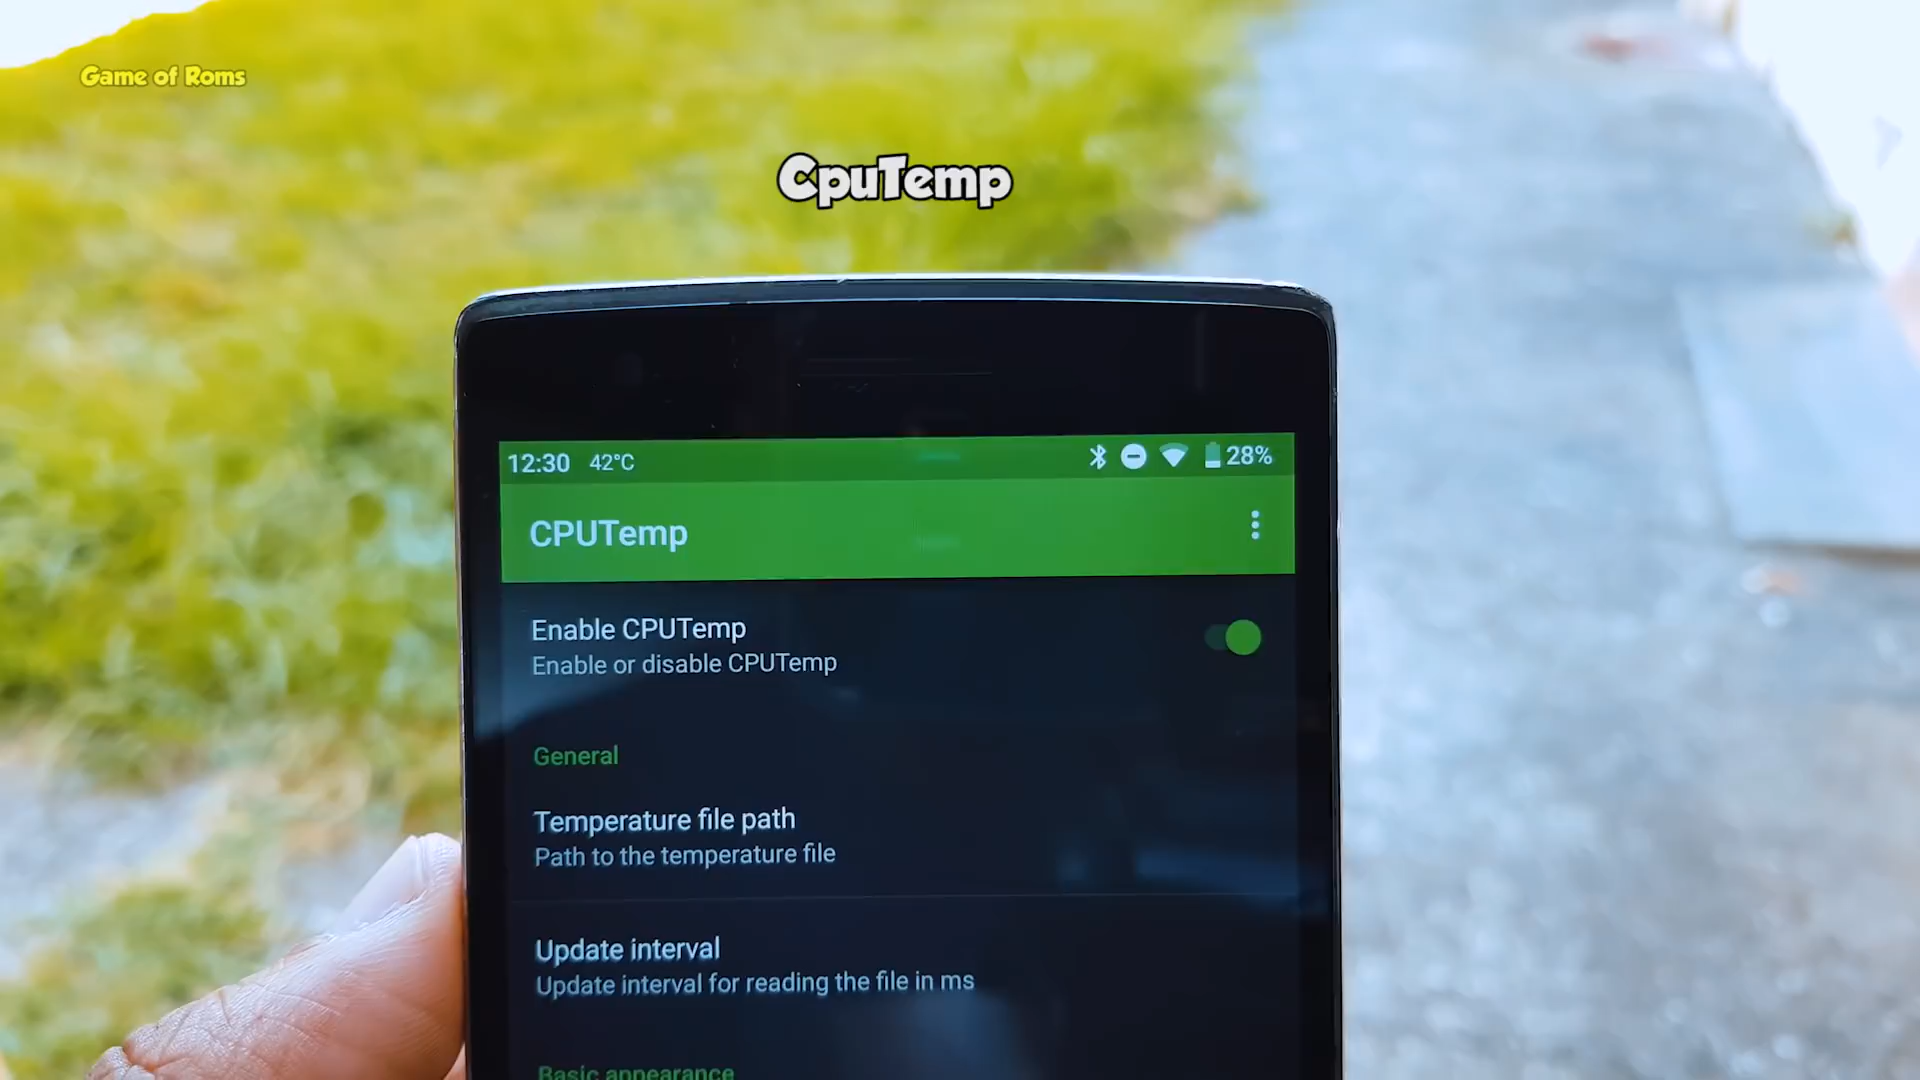 Game of Roms
CpuTemp
12:30 42°C 28%
CPUTemp
Enable CPUTemp
Enable or disable CPUTemp
General
Temperature file path
Path to the temperature file
Update interval
Update interval for reading the file in ms
Basic appearance